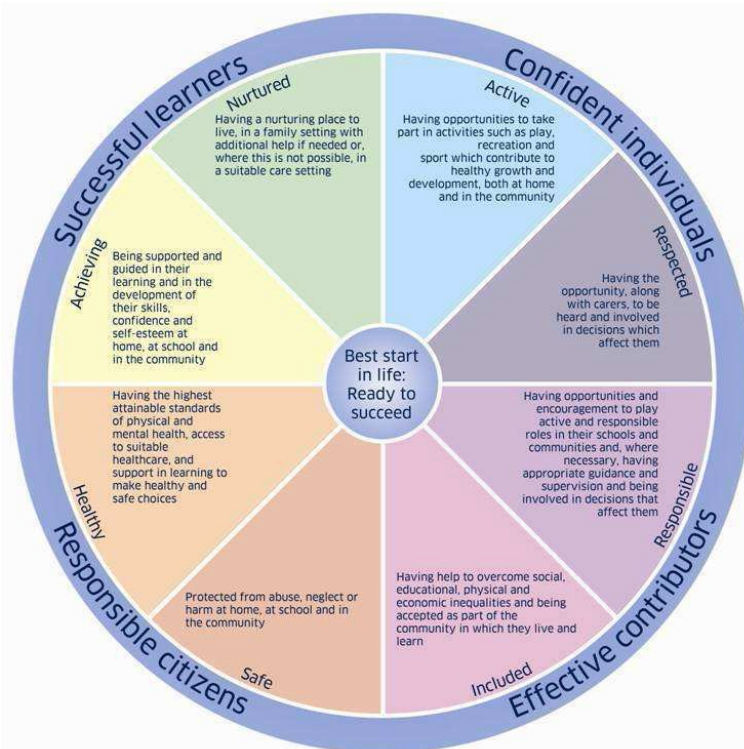 Successful learners
Confident individuals
Nurtured
Having a nurturing place to
live, in a family setting with
additional help if needed or,
where this is not possible, in
a suitable care setting
Active
Having opportunities to take
part in activities such as play,
recreation and
sport which contribute to
healthy growth and
development, both at home
and in the community
Achieving
Being supported and
guided in their
learning and in the
development of
their skills,
confidence and
self-esteem at
home, at school and
in the community
Respected
Having the
opportunity, along
with carers, to be
heard and involved
in decisions which
affect them
Best start
in life:
Ready to
succeed
Healthy
Having the highest
attainable standards
of physical and
mental health, access
to suitable
healthcare, and
support in learning to
make healthy and
safe choices
Responsible
Having opportunities and
encouragement to play
active and responsible
roles in their schools and
communities and, where
necessary, having
appropriate guidance and
supervision and being
involved in decisions that
affect them
Protected from abuse, neglect or
harm at home, at school and in
the community
Safe
Having help to overcome social,
educational, physical and
economic inequalities and being
accepted as part of the
community in which they live and
learn
Included
Responsible citizens
Effective contributors